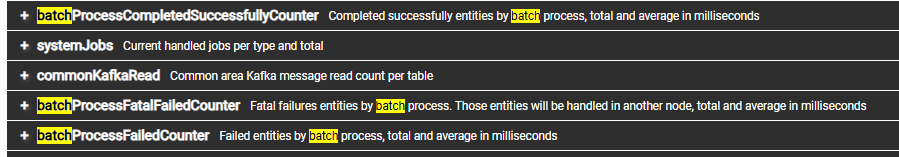 + batchProcessCompletedSuccessfullyCounter Completed successfully entities by batch process, total and average in milliseconds
+ systemJobs Current handled jobs per type and total
+ commonKafkaRead Common area Kafka message read count per table
+ batchProcessFatalFailedCounter Fatal failures entities by batch process. Those entities will be handled in another node, total and average in milliseconds
+ batchProcessFailedCounter Failed entities by batch process, total and average in milliseconds